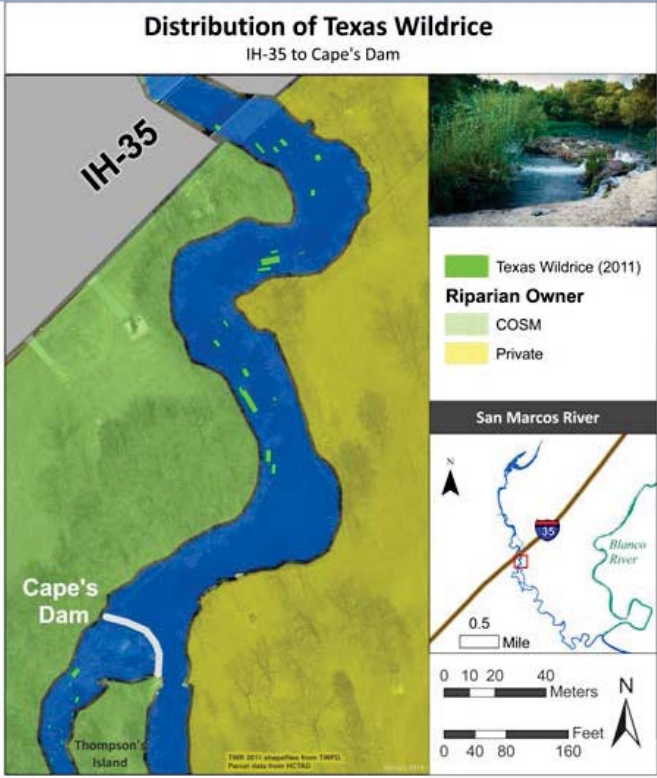 Distribution of Texas Wildrice
IH-35 to Cape's Dam
IH-35
Texas Wildrice (2011)
Riparian Owner
COSM
Private
San Marcos River
N
35
Blanco
River
0.5
Mile
Cape's
Dam
Thompson's
Island
TWR 2011 shapefiles from TWPD.
Parcel data from HCTAD
0 10 20 40
Meters
N
Feet
0 40 80 160